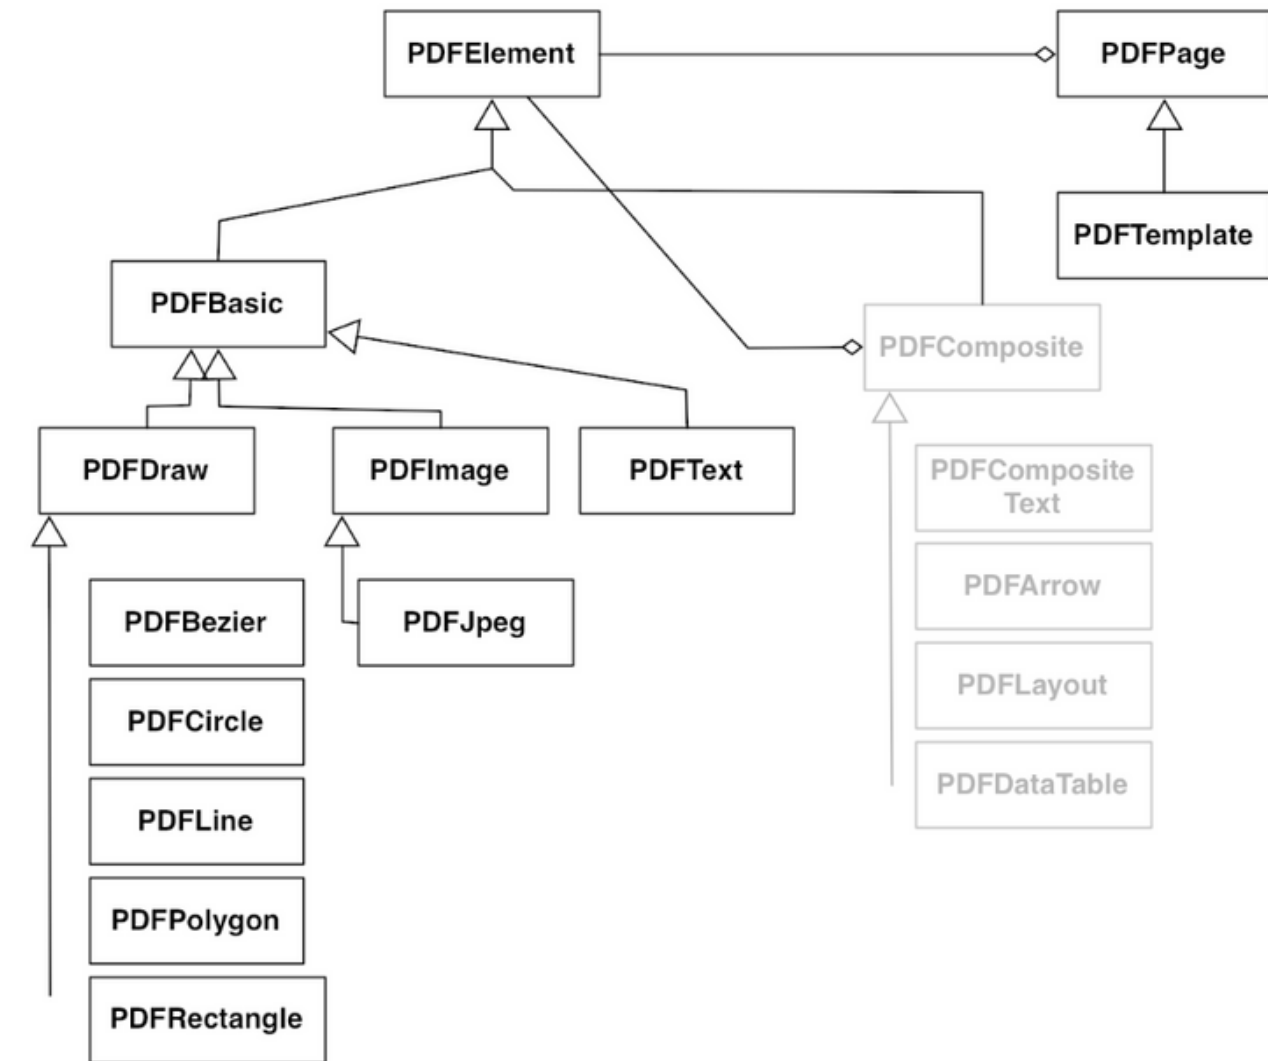 PDFElement
PDFPage
PDFTemplate
PDFBasic
PDFComposite
PDFDraw
PDFImage
PDFText
PDFComposite
Text
PDFArrow
PDFBezier
PDFJpeg
PDFLayout
PDFCircle
PDFDataTable
PDFLine
PDFPolygon
PDFRectangle